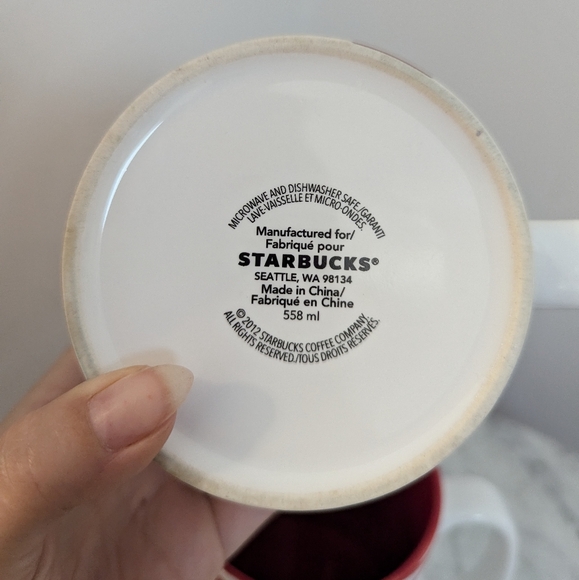 MICROWAVE AND DISHWASHER SAFE./GARANTI
LAVE-VAISSELLE ET MICRO-ONDES.
Manufactured for/
Fabriqué pour
STARBUCKS®
SEATTLE, WA 98134
Made in China/
Fabriqué en Chine
558 ml
© 2012 STARBUCKS COFFEE COMPANY.
ALL RIGHTS RESERVED./TOUS DROITS RÉSERVÉS.